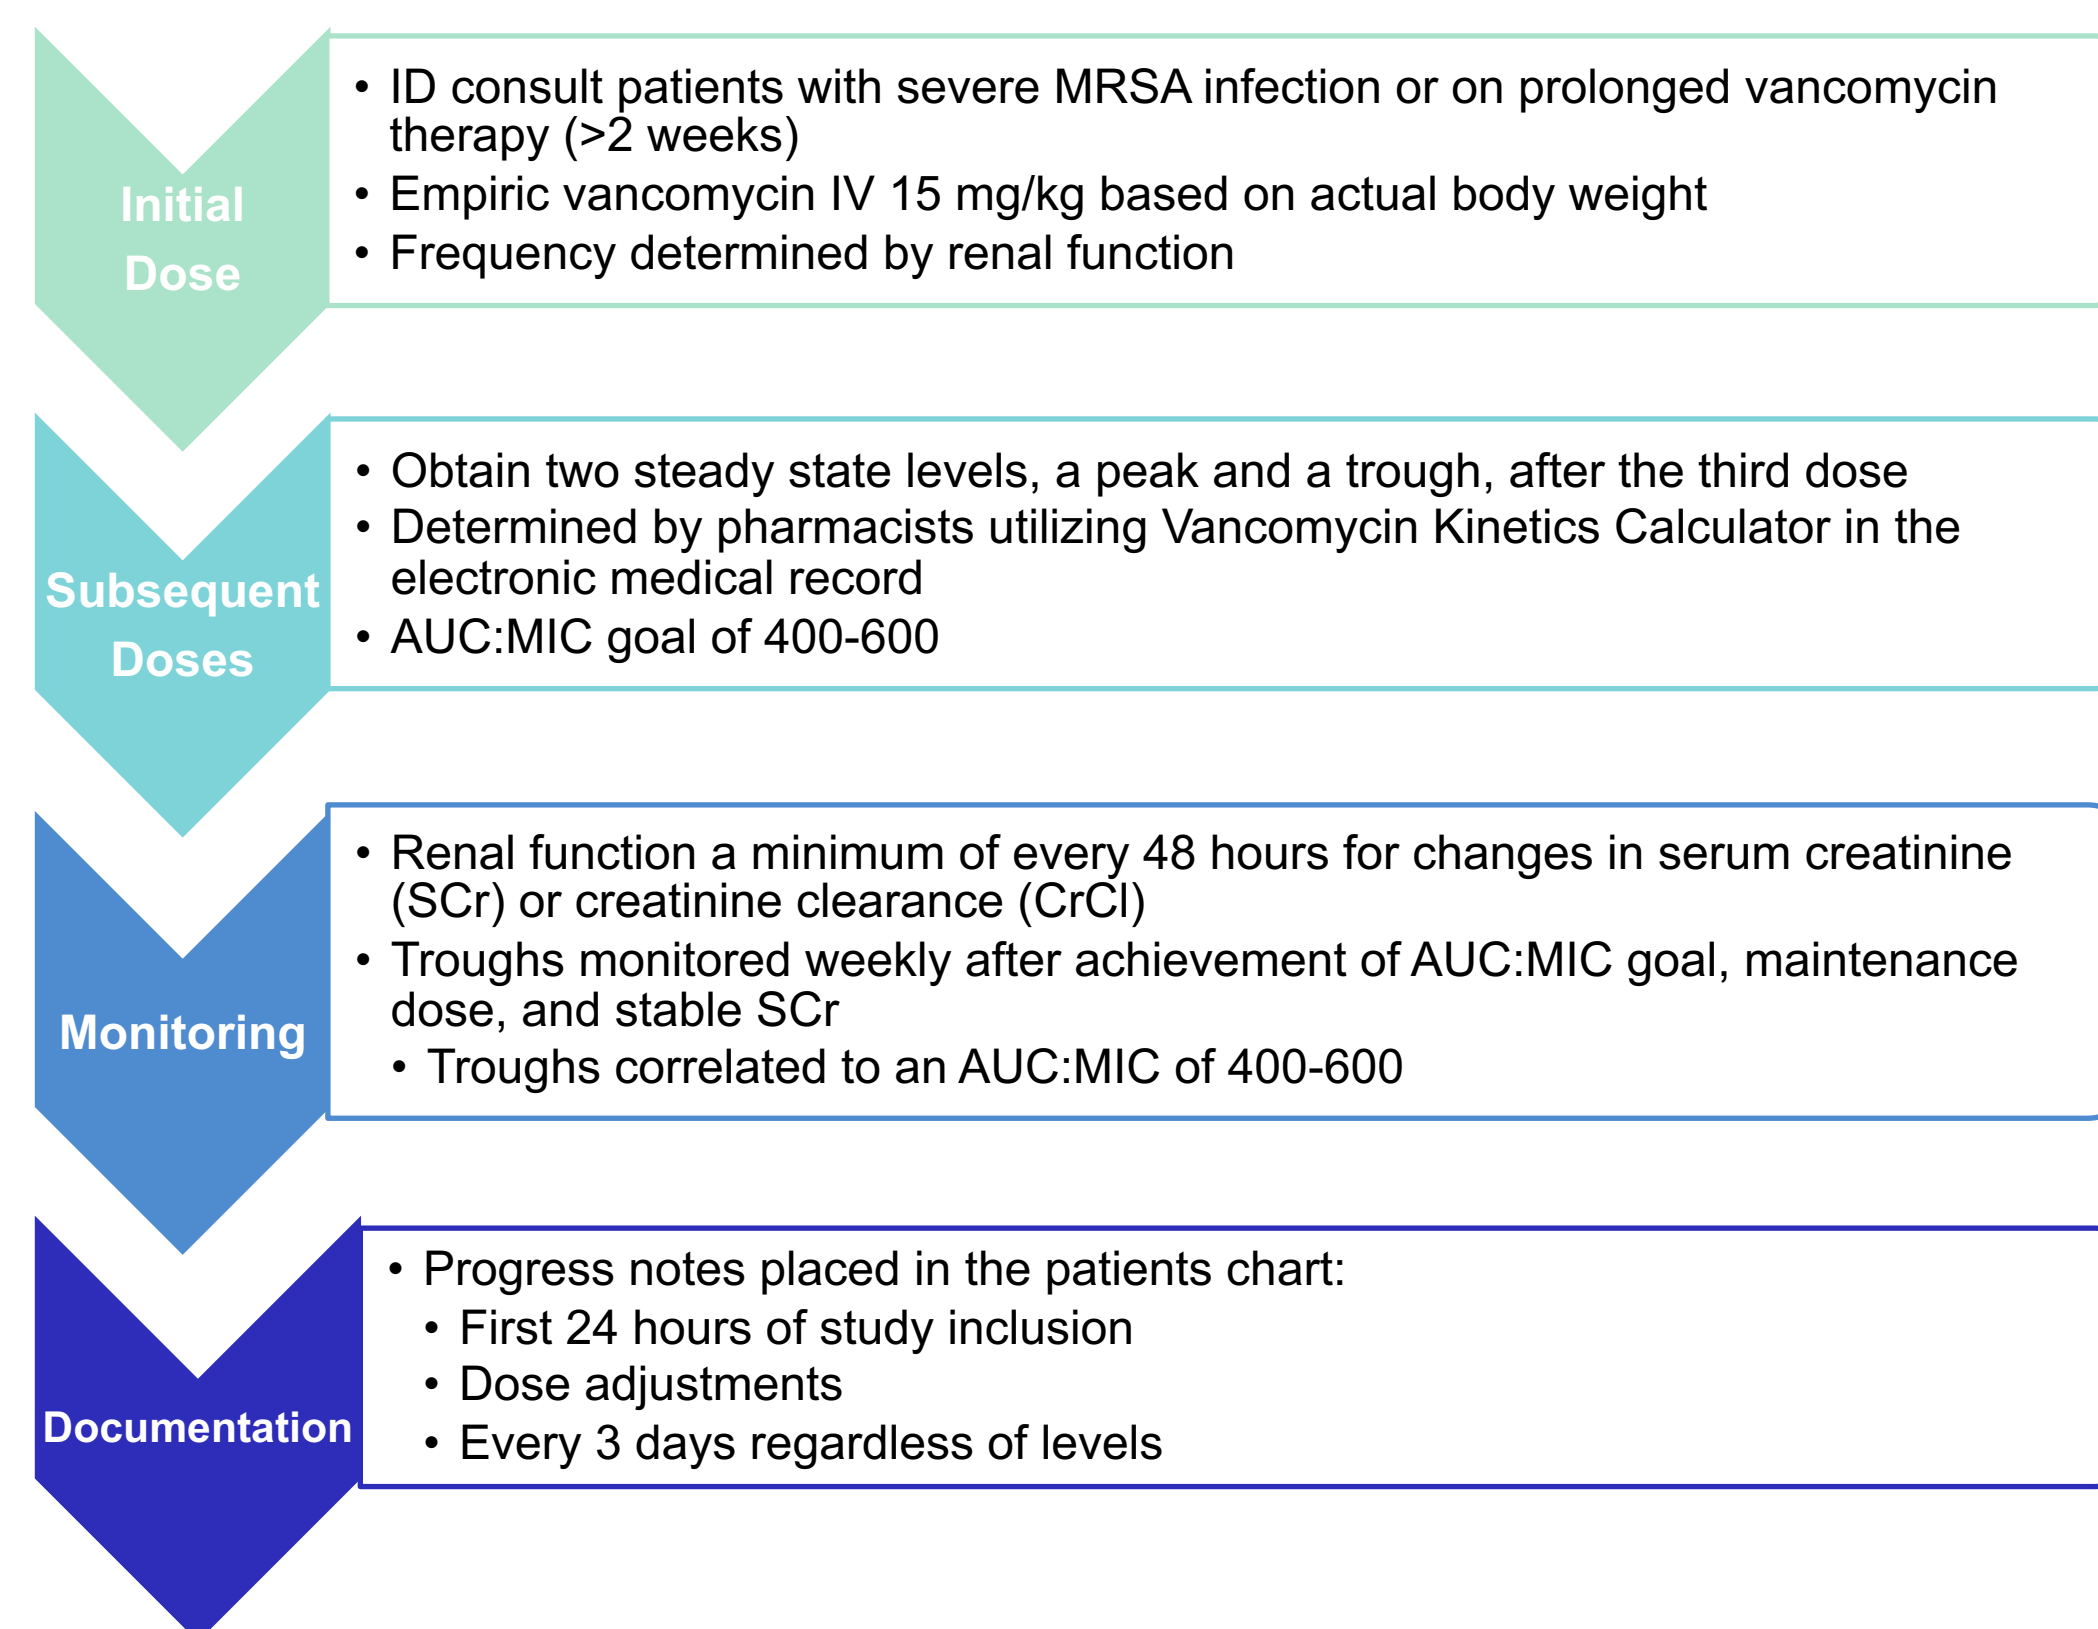 Initial
Dose
• ID consult patients with severe MRSA infection or on prolonged vancomycin
therapy (>2 weeks)
• Empiric vancomycin IV 15 mg/kg based on actual body weight
• Frequency determined by renal function
Subsequent
Doses
• Obtain two steady state levels, a peak and a trough, after the third dose
• Determined by pharmacists utilizing Vancomycin Kinetics Calculator in the
electronic medical record
• AUC:MIC goal of 400-600
Monitoring
• Renal function a minimum of every 48 hours for changes in serum creatinine
(SCr) or creatinine clearance (CrCl)
• Troughs monitored weekly after achievement of AUC:MIC goal, maintenance
dose, and stable SCr
• Troughs correlated to an AUC:MIC of 400-600
Documentation
• Progress notes placed in the patients chart:
• First 24 hours of study inclusion
• Dose adjustments
• Every 3 days regardless of levels